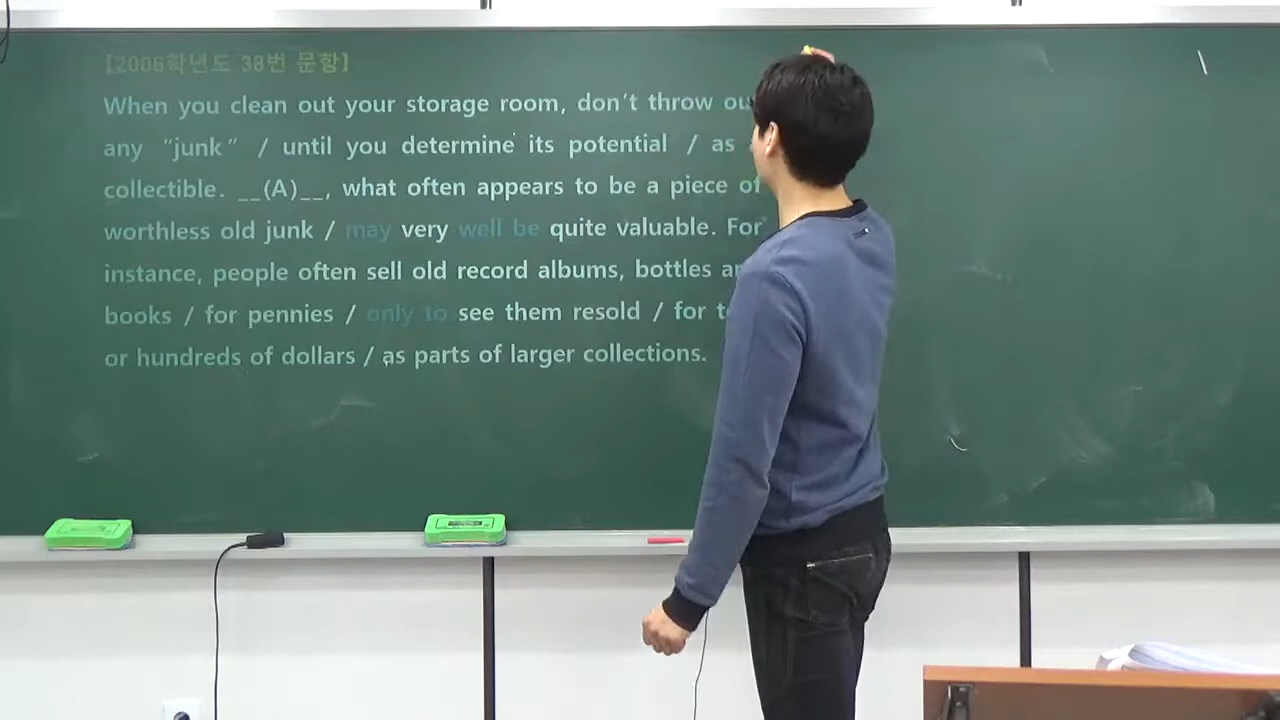 [2006학년도 38번 문항]
When you clean out your storage room, don't throw
any “junk” / until you determine its potential / as
collectible. __(A)__, what often appears to be a piece of
worthless old junk / may very well be quite valuable. For
instance, people often sell old record albums, bottles
books / for pennies / only to see them resold / for
or hundreds of dollars / as parts of larger collections.